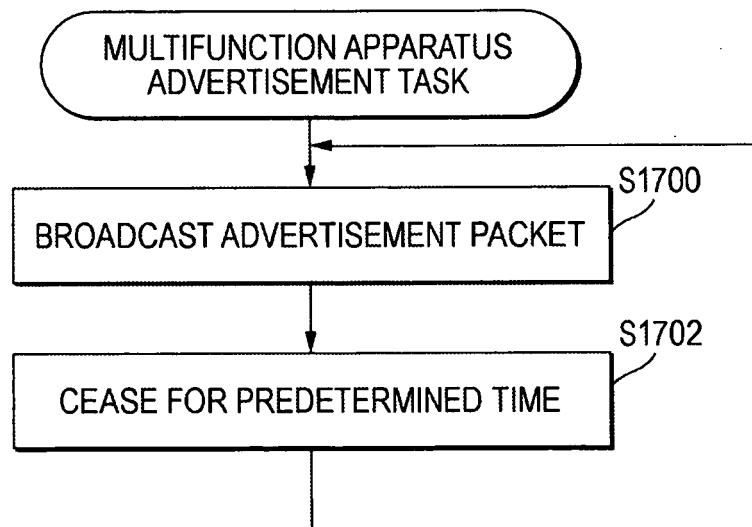 MULTIFUNCTION APPARATUS
ADVERTISEMENT TASK
S1700
BROADCAST ADVERTISEMENT PACKET
S1702
CEASE FOR PREDETERMINED TIME